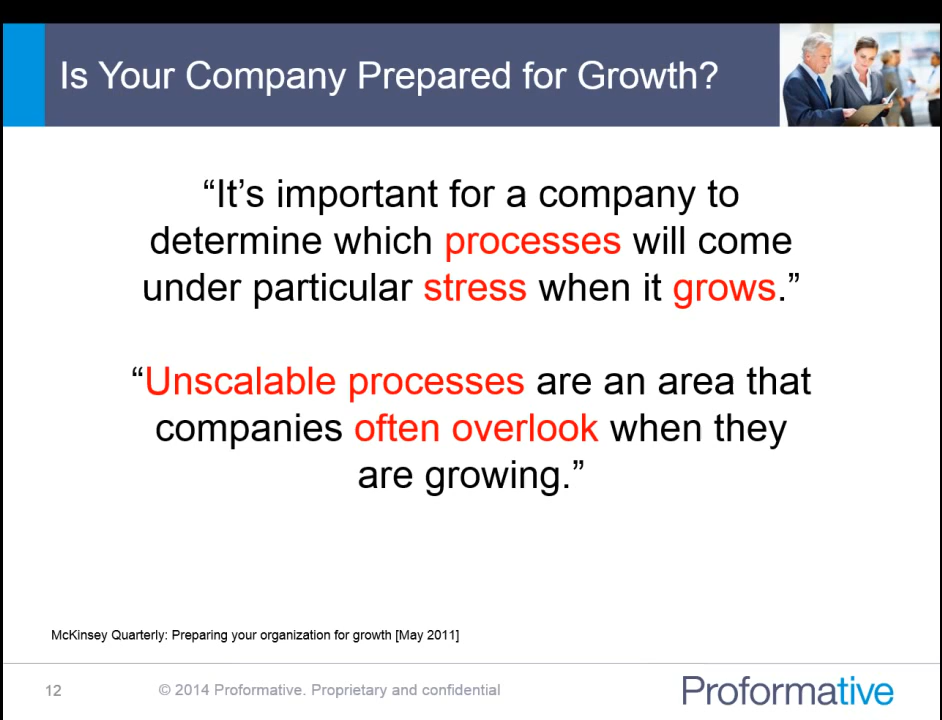 Is Your Company Prepared for Growth?
“It’s important for a company to
determine which processes will come
under particular stress when it grows.”
“Unscalable processes are an area that
companies often overlook when they
are growing.”
McKinsey Quarterly: Preparing your organization for growth [May 2011]
12
© 2014 Proformative. Proprietary and confidential
Proformative